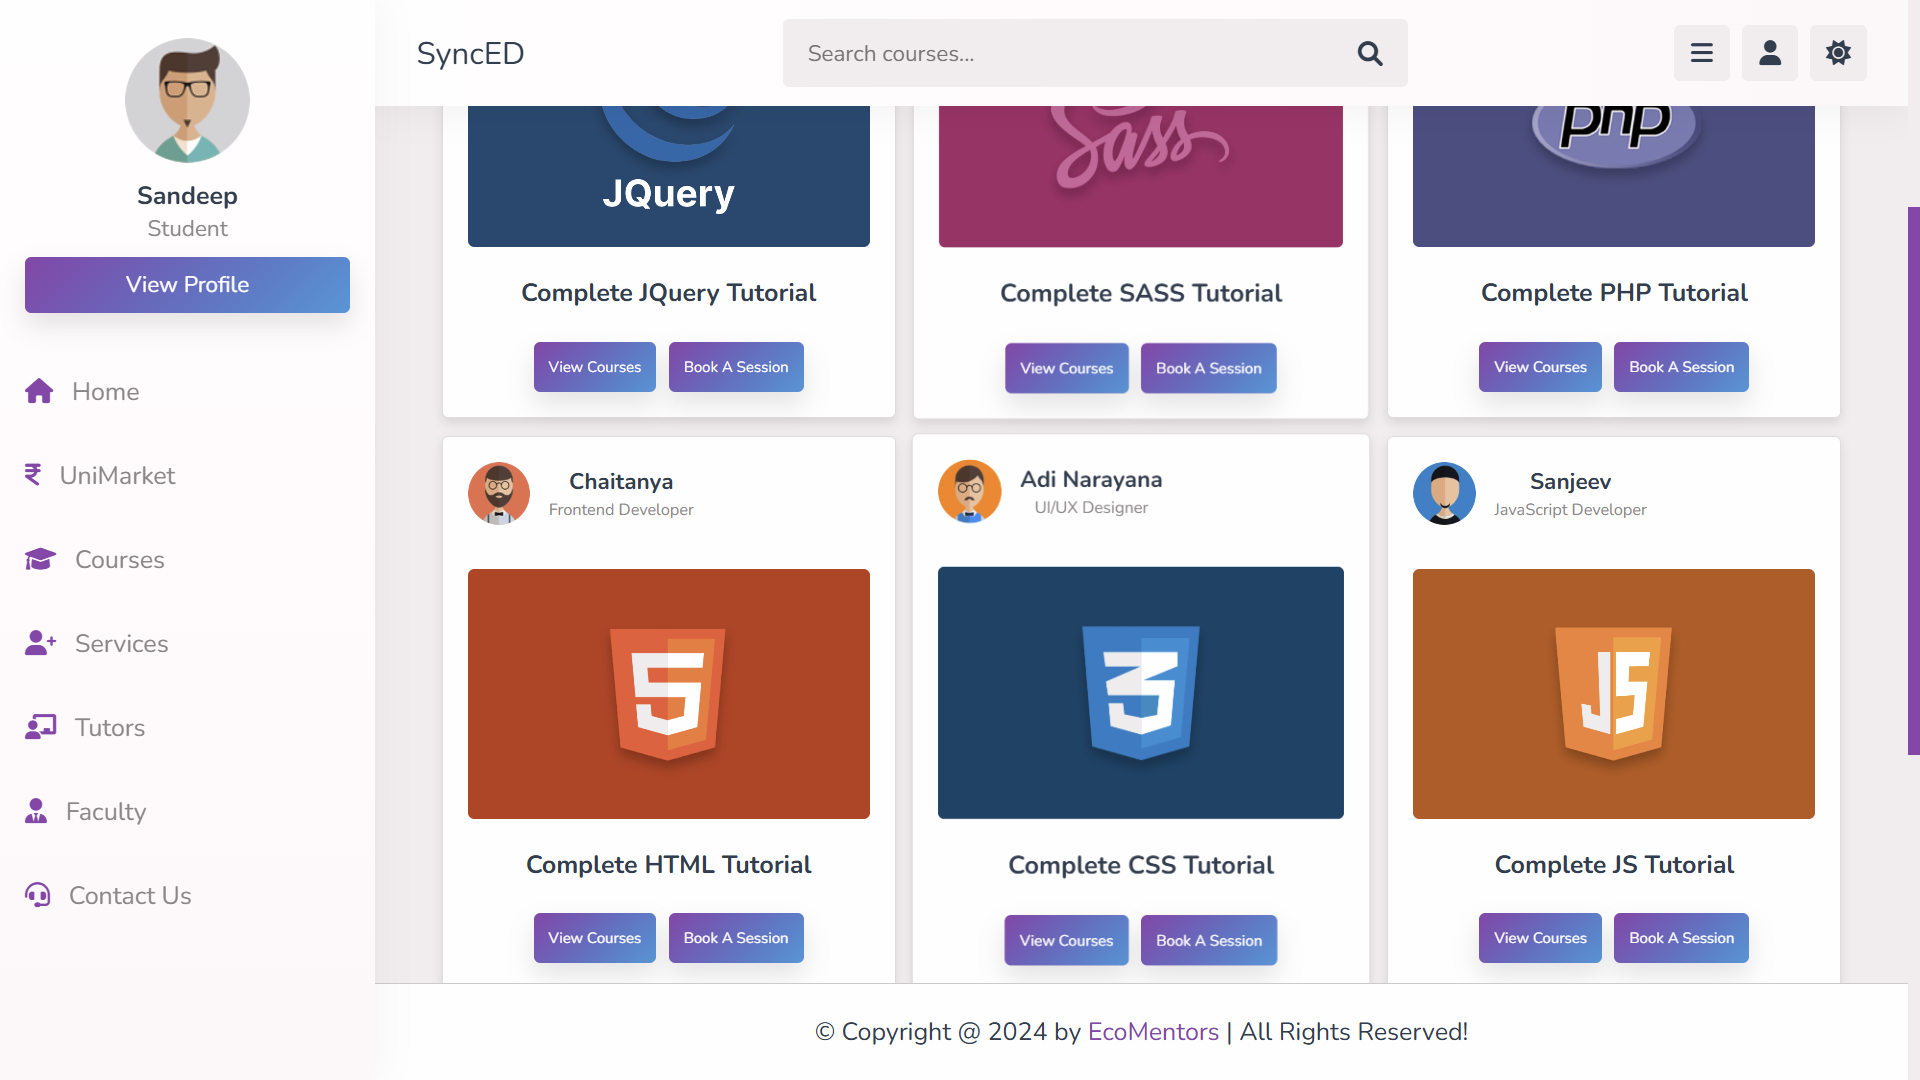 Sandeep
Student
View Profile
Home
UniMarket
Courses
Services
Tutors
Faculty
Contact Us
SyncED
Search courses...
JQuery
Sass
php
Complete JQuery Tutorial
Complete SASS Tutorial
Complete PHP Tutorial
View Courses
Book A Session
View Courses
Book A Session
View Courses
Book A Session
Chaitanya
Frontend Developer
Adi Narayana
UI/UX Designer
Sanjeev
JavaScript Developer
5
3
JS
Complete HTML Tutorial
Complete CSS Tutorial
Complete JS Tutorial
View Courses
Book A Session
View Courses
Book A Session
View Courses
Book A Session
© Copyright @ 2024 by EcoMentors | All Rights Reserved!